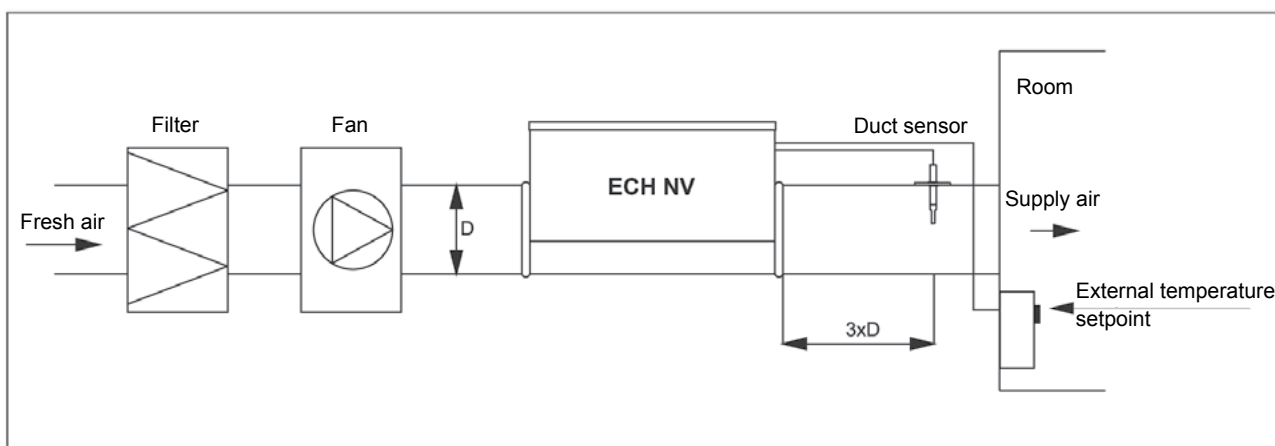 Room
Filter
Fan
Duct sensor
ECH NV
Fresh air
D
Supply air
External temperature
setpoint
3xD